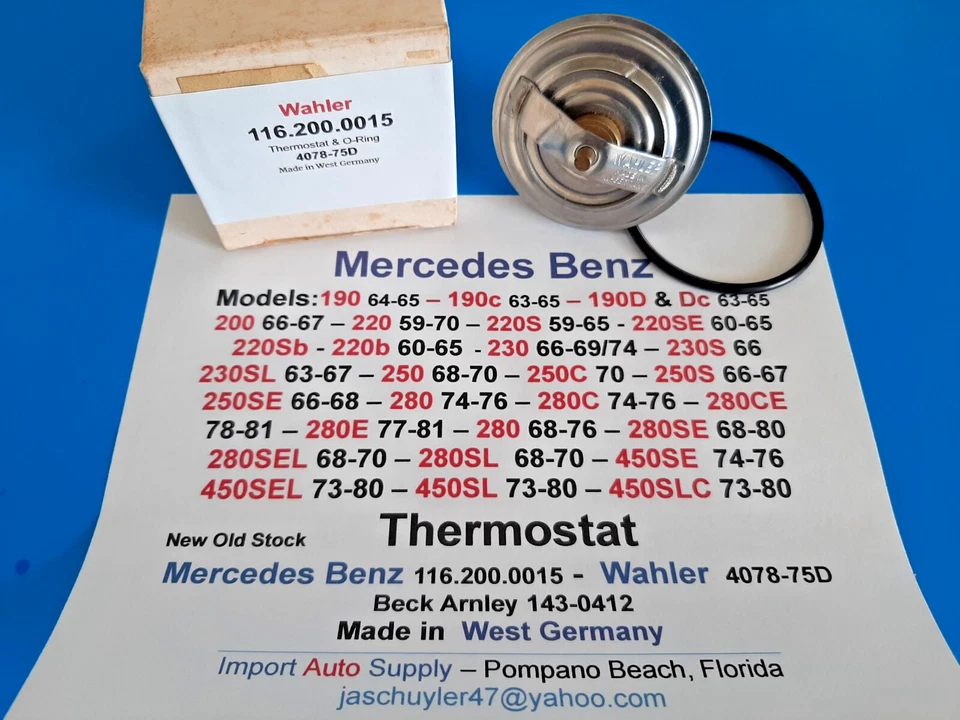 Wahler
116.200.0015
Thermostat & O-Ring
4078-75D
Made in West Germany
WAHLER
Mercedes Benz
Models:190 64-65 – 190c 63-65 – 190D & Dc 63-65
200 66-67 – 220 59-70 – 220S 59-65 - 220SE 60-65
220Sb - 220b 60-65 - 230 66-69/74 – 230S 66
230SL 63-67 – 250 68-70 – 250C 70 – 250S 66-67
250SE 66-68 – 280 74-76 – 280C 74-76 – 280CE
78-81 – 280E 77-81 – 280 68-76 – 280SE 68-80
280SEL 68-70 – 280SL 68-70 – 450SE 74-76
450SEL 73-80 – 450SL 73-80 – 450SLC 73-80
New Old Stock Thermostat
Mercedes Benz 116.200.0015 - Wahler 4078-75D
Beck Arnley 143-0412
Made in West Germany
Import Auto Supply – Pompano Beach, Florida
jaschuyler47@yahoo.com